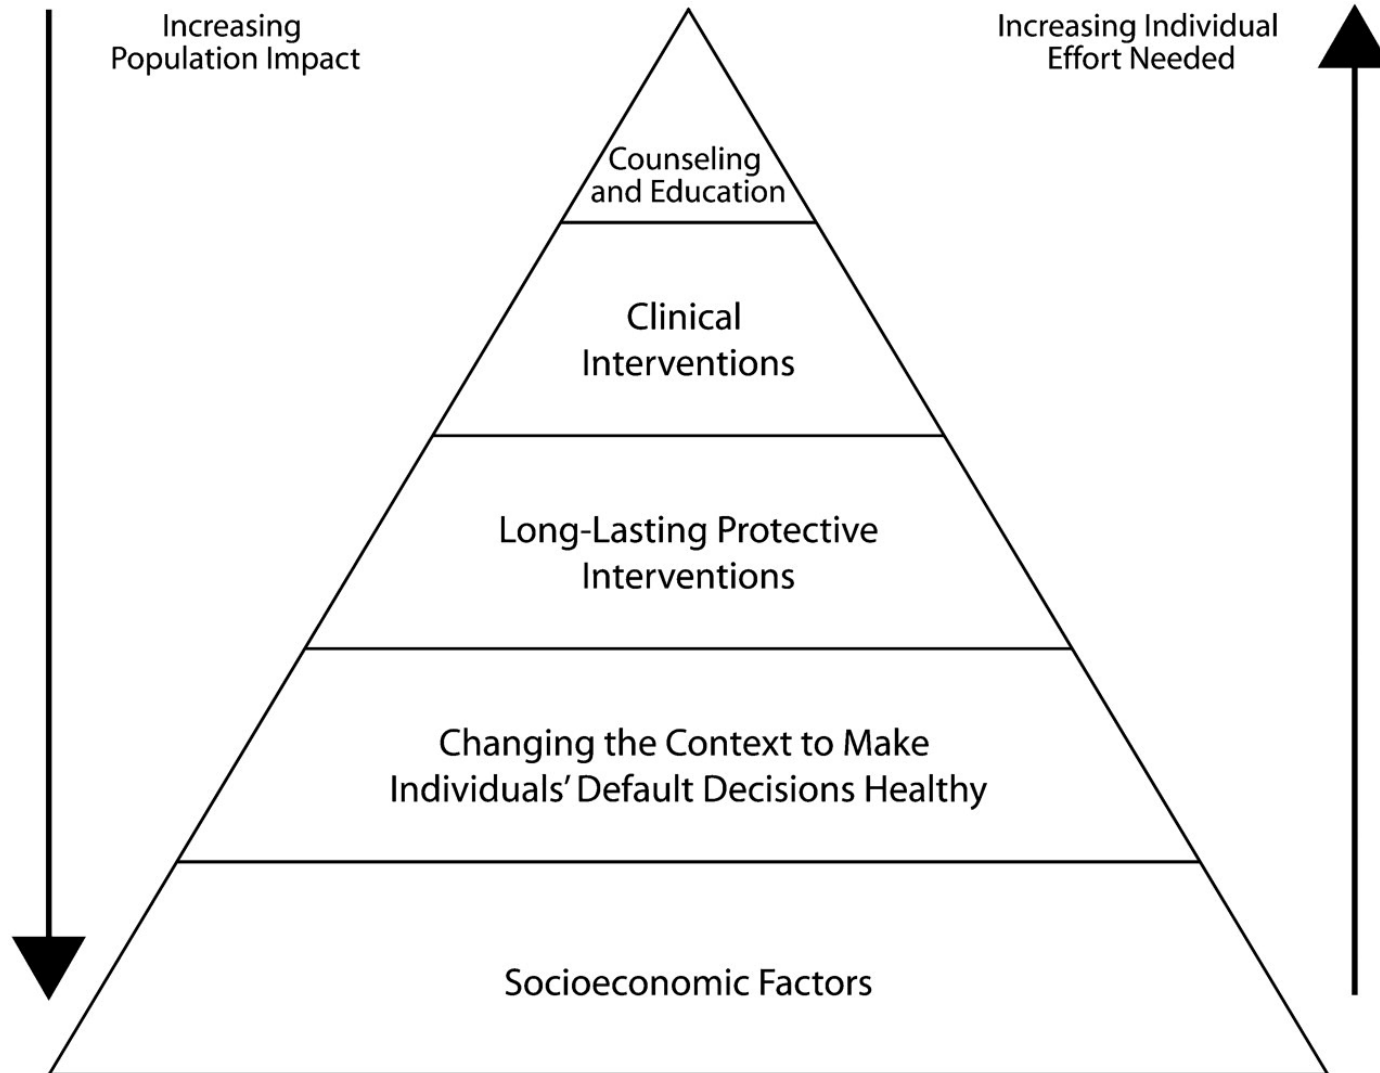 Increasing
Population Impact
Increasing Individual
Effort Needed
Counseling
and Education
Clinical
Interventions
Long-Lasting Protective
Interventions
Changing the Context to Make
Individuals’ Default Decisions Healthy
Socioeconomic Factors